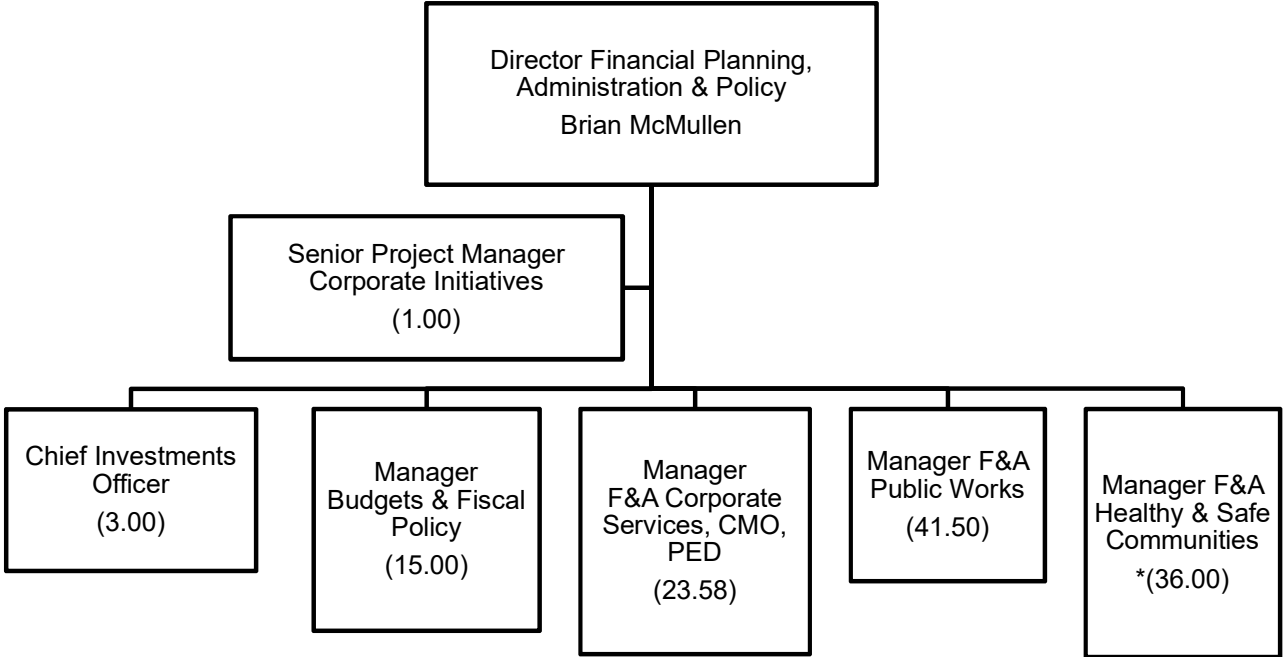 Director Financial Planning,
Administration & Policy
Brian McMullen
Senior Project Manager
Corporate Initiatives
(1.00)
Chief Investments
Officer
(3.00)
Manager
Budgets & Fiscal
Policy
(15.00)
Manager
F&A Corporate
Services, CMO,
PED
(23.58)
Manager F&A
Public Works
(41.50)
Manager F&A
Healthy & Safe
Communities
*(36.00)